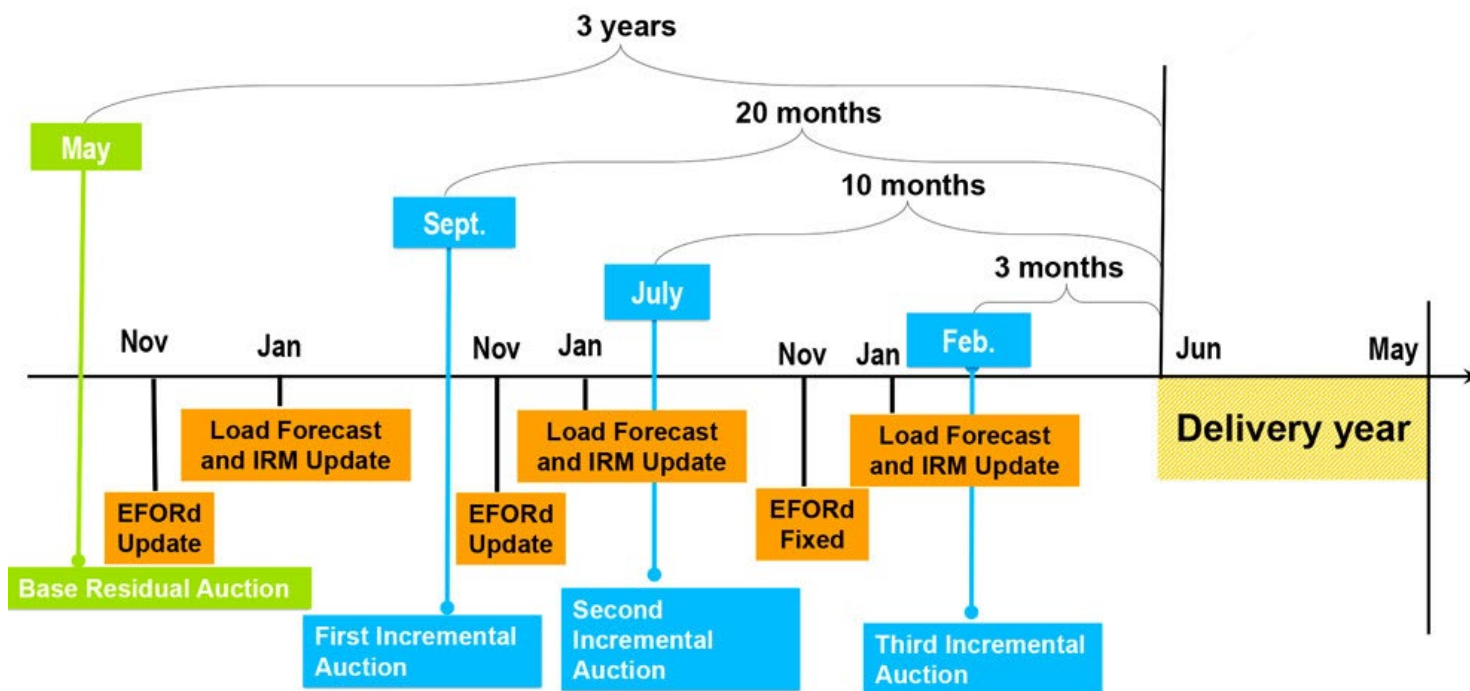 3 years
20 months
10 months
3 months
May
Sept.
July
Feb.
Nov
Jan
Nov
Jan
Nov
Jan
Jun
May
Load Forecast
and IRM Update
Load Forecast
and IRM Update
Load Forecast
and IRM Update
Delivery year
EFORd
Update
EFORd
Update
EFORd
Fixed
Base Residual Auction
First Incremental
Auction
Second
Incremental
Auction
Third Incremental
Auction